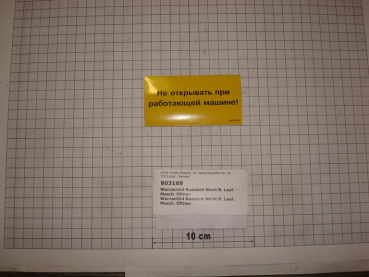 Не открывать при
работающей машине!
803169
Warnschild Russisch Nicht B. Lauf.
Masch. Öffnen
Warnschild Russisch Nicht B. Lauf.
Masch. Öffnen
10 cm